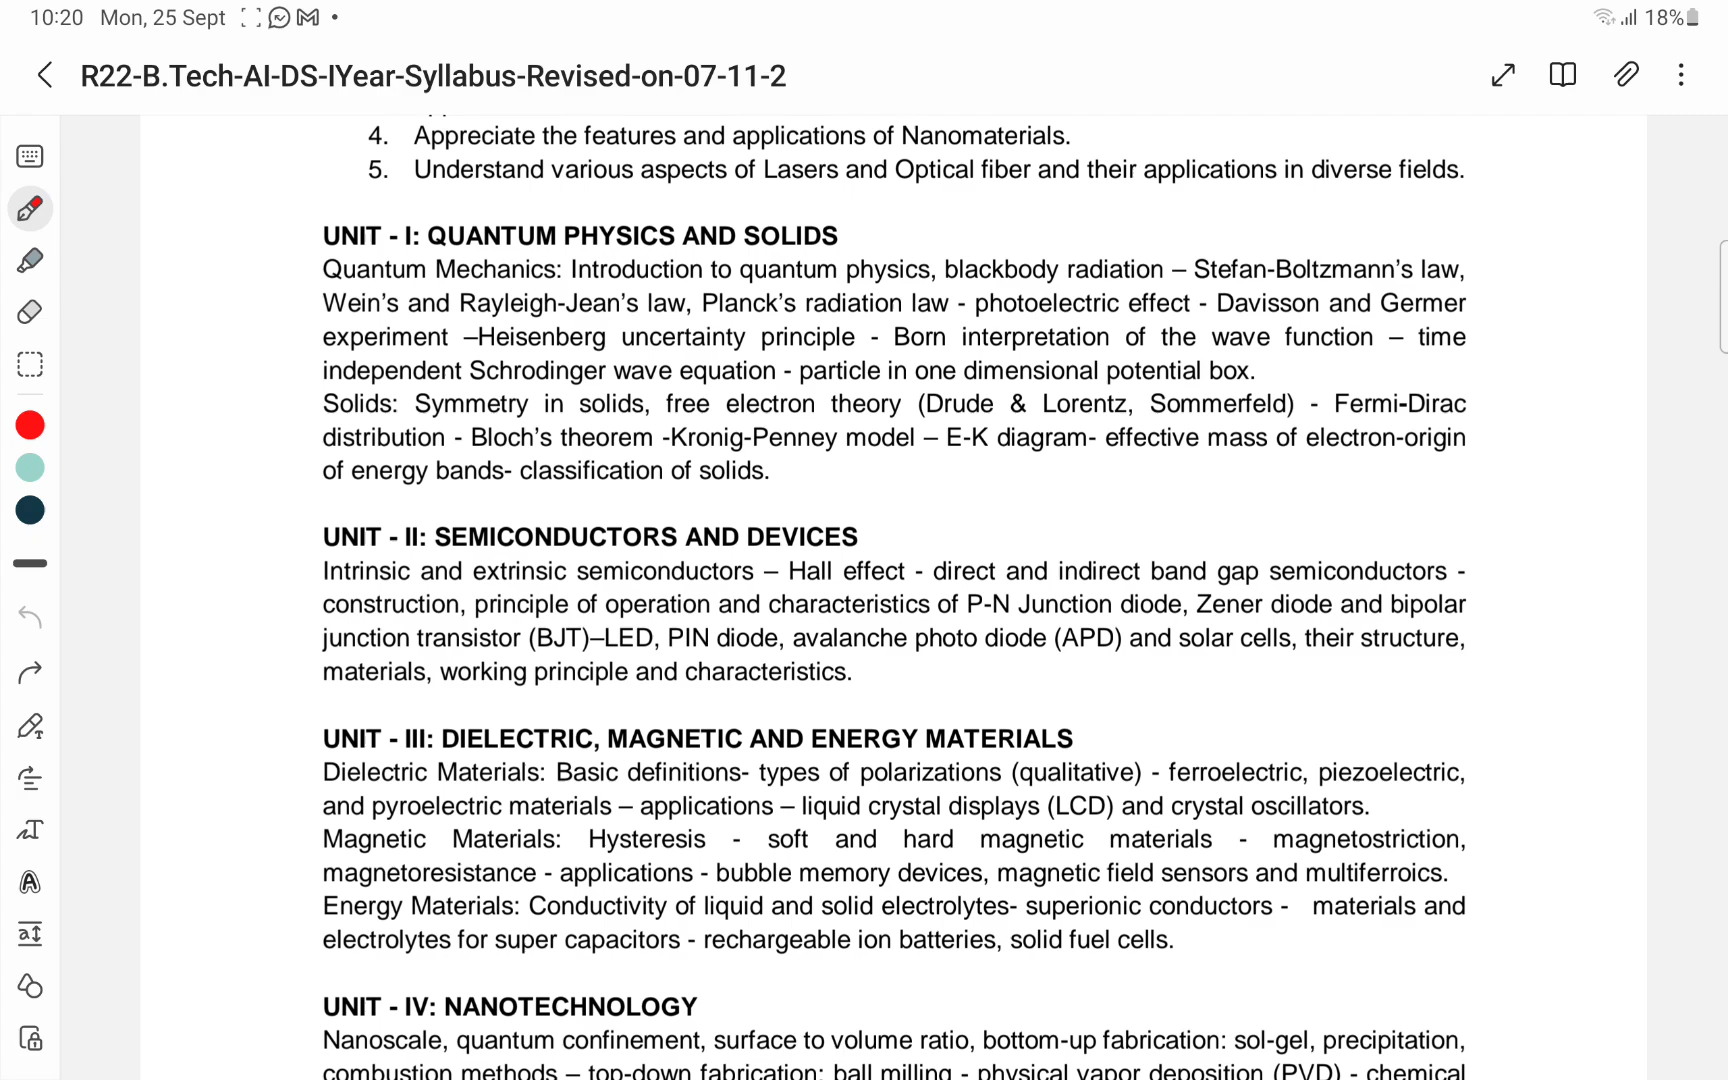 10:20 Mon, 25 Sept
18%
R22-B.Tech-AI-DS-IYear-Syllabus-Revised-on-07-11-2
4. Appreciate the features and applications of Nanomaterials.
5. Understand various aspects of Lasers and Optical fiber and their applications in diverse fields.
UNIT - I: QUANTUM PHYSICS AND SOLIDS
Quantum Mechanics: Introduction to quantum physics, blackbody radiation – Stefan-Boltzmann’s law,
Wein’s and Rayleigh-Jean’s law, Planck’s radiation law - photoelectric effect - Davisson and Germer
experiment –Heisenberg uncertainty principle - Born interpretation of the wave function – time
independent Schrodinger wave equation - particle in one dimensional potential box.
Solids: Symmetry in solids, free electron theory (Drude & Lorentz, Sommerfeld) - Fermi-Dirac
distribution - Bloch’s theorem -Kronig-Penney model – E-K diagram- effective mass of electron-origin
of energy bands- classification of solids.
UNIT - II: SEMICONDUCTORS AND DEVICES
Intrinsic and extrinsic semiconductors – Hall effect - direct and indirect band gap semiconductors -
construction, principle of operation and characteristics of P-N Junction diode, Zener diode and bipolar
junction transistor (BJT)–LED, PIN diode, avalanche photo diode (APD) and solar cells, their structure,
materials, working principle and characteristics.
UNIT - III: DIELECTRIC, MAGNETIC AND ENERGY MATERIALS
Dielectric Materials: Basic definitions- types of polarizations (qualitative) - ferroelectric, piezoelectric,
and pyroelectric materials – applications – liquid crystal displays (LCD) and crystal oscillators.
Magnetic Materials: Hysteresis - soft and hard magnetic materials - magnetostriction,
magnetoresistance - applications - bubble memory devices, magnetic field sensors and multiferroics.
Energy Materials: Conductivity of liquid and solid electrolytes- superionic conductors - materials and
electrolytes for super capacitors - rechargeable ion batteries, solid fuel cells.
UNIT - IV: NANOTECHNOLOGY
Nanoscale, quantum confinement, surface to volume ratio, bottom-up fabrication: sol-gel, precipitation,
combustion methods – top-down fabrication: ball milling - physical vapor deposition (PVD) - chemical